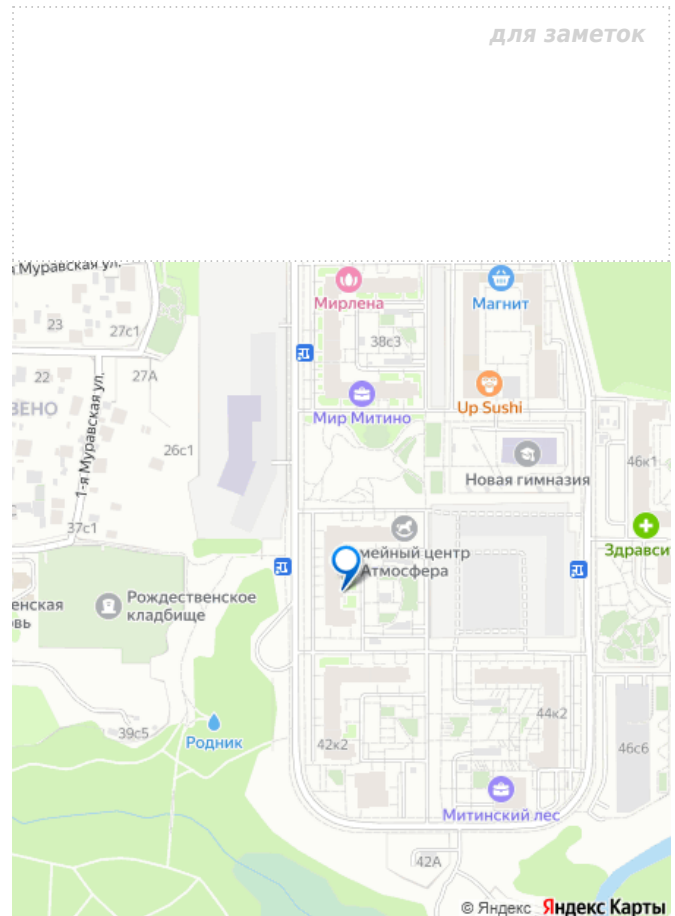 для заметок
я Муравская ул.
Мирлена
Магнит
23
27с1
38с3
22
27А
ЗЕНО
Up Sushi
Мир Митино
1-я Муравская ул.
26с1
46к1
Новая гимназия
37с1
Здравси
мейный центр
Атмосфера
енская
вь
Рождественское
кладбище
39с5
Родник
42к2
44к2
46с6
Митинский лес
42А
© Яндекс Яндекс Карты